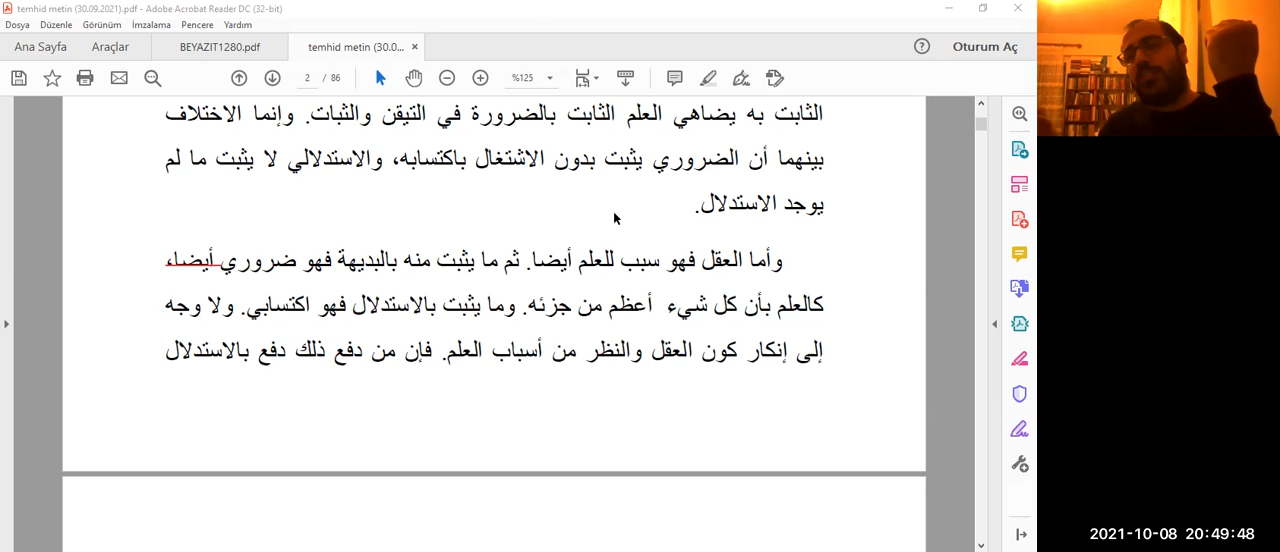 temhid metin (30.09.2021).pdf - Adobe Acrobat Reader DC (32-bit)
Dosya Düzenle Görünüm İmzalama Pencere Yardım
Ana Sayfa Araçlar BEYAZIT1280.pdf temhid metin (30.0... × Oturum Aç
2 / 86 %125
الثابت به يضاهي العلم الثابت بالضرورة في التيقن والثبات. وإنما الاختلاف
بينهما أن الضروري يثبت بدون الاشتغال باكتسابه، والاستدلالي لا يثبت ما لم
يوجد الاستدلال.
وأما العقل فهو سبب للعلم أيضا. ثم ما يثبت منه بالبديهة فهو ضروري أيضا،
كالعلم بأن كل شيء أعظم من جزئه. وما يثبت بالاستدلال فهو اكتسابي. ولا وجه
إلى إنكار كون العقل والنظر من أسباب العلم. فإن من دفع ذلك دفع بالاستدلال
2021-10-08 20:49:48